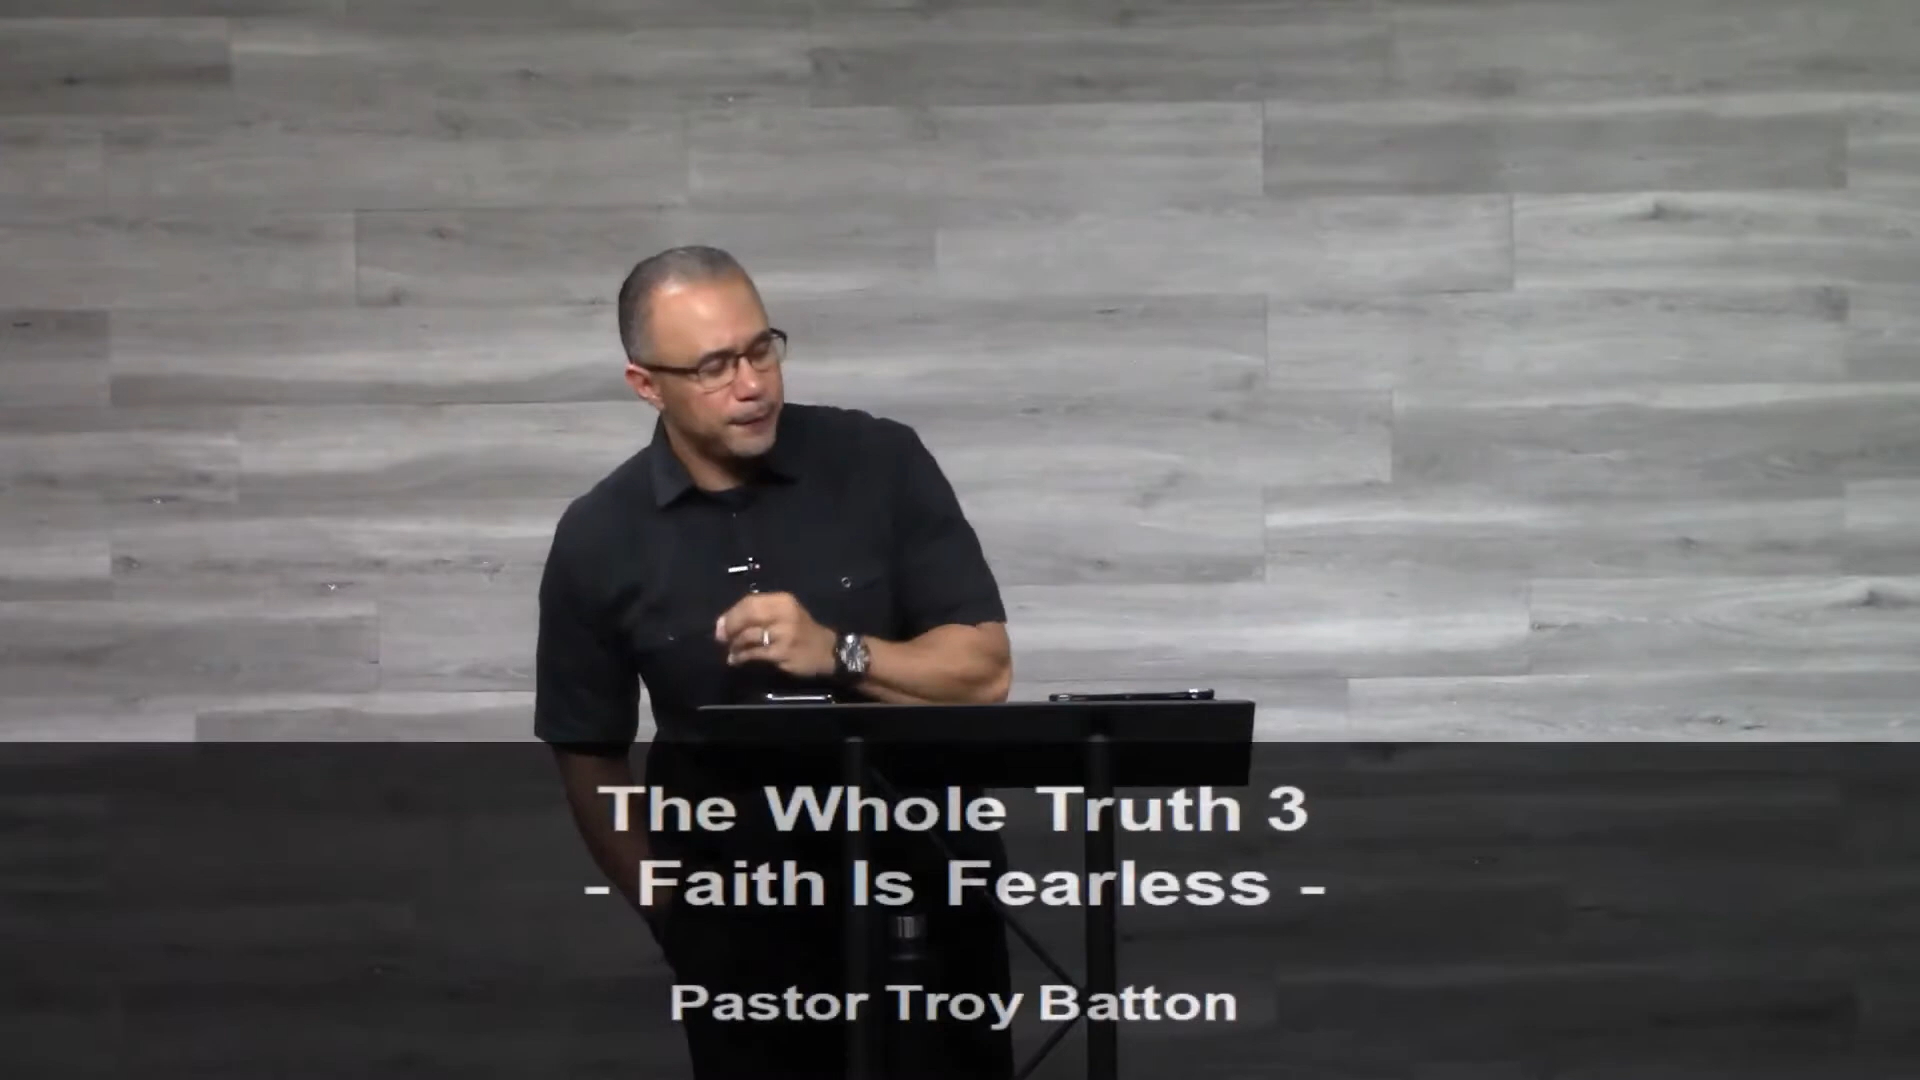 The Whole Truth 3
- Faith Is Fearless -
Pastor Troy Batton